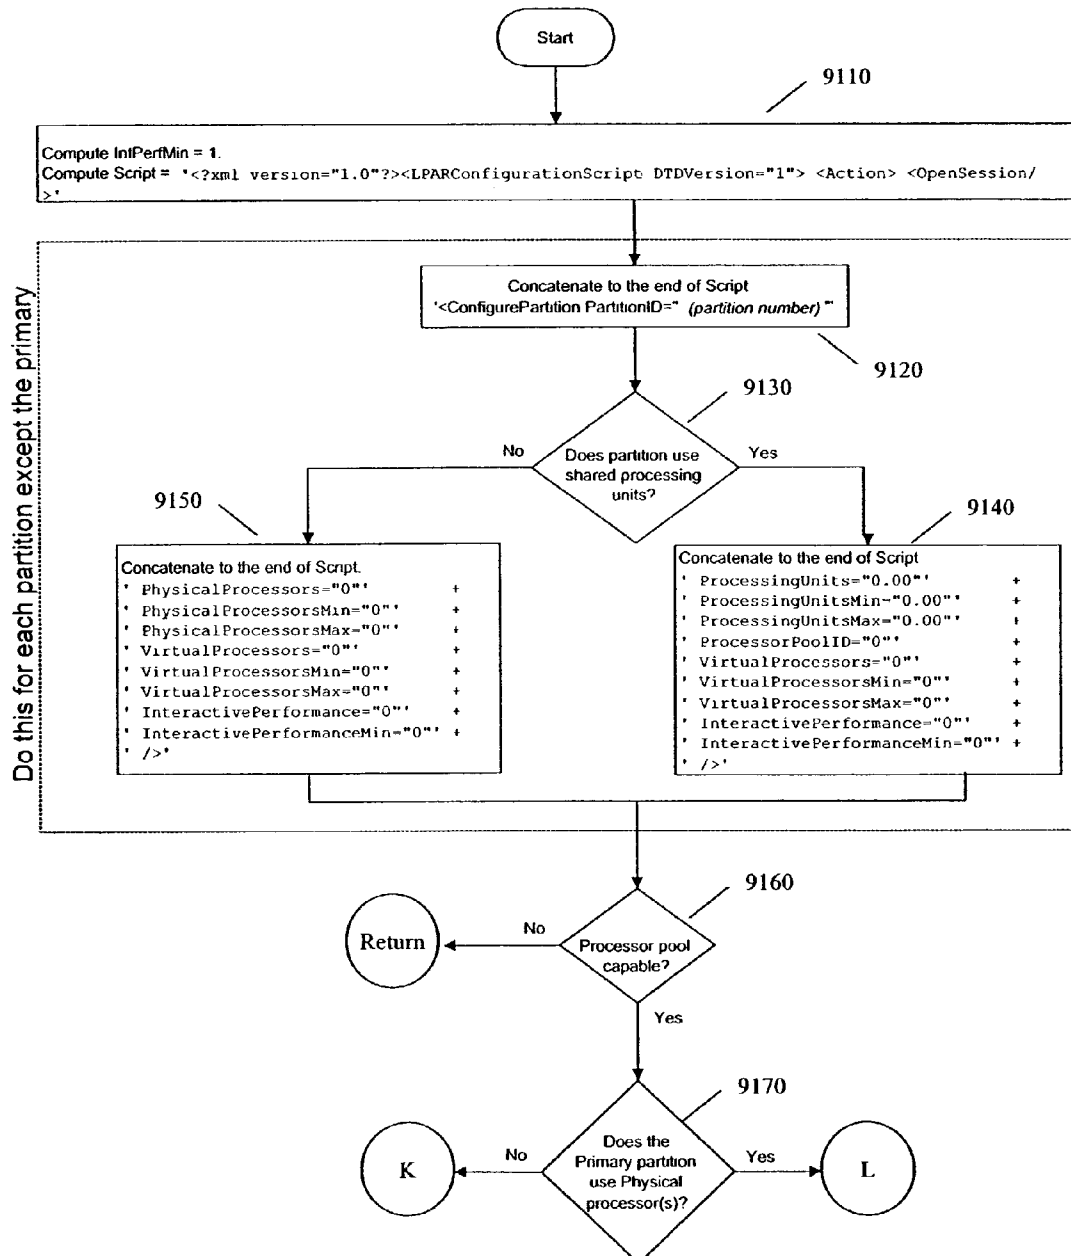 Start
9110
Compute IntPerfMin = 1.
Compute Script = '<?xml version="1.0"?><LPARConfigurationScript DTDVersion="1"> <Action> <OpenSession/
>'
Do this for each partition except the primary
Concatenate to the end of Script
'<ConfigurePartition PartitionID=" (partition number) "'
9120
9130
No
Does partition use
shared processing
units?
Yes
9150
Concatenate to the end of Script.
' PhysicalProcessors="0"' +
' PhysicalProcessorsMin="0"' +
' PhysicalProcessorsMax="0"' +
' VirtualProcessors="0"' +
' VirtualProcessorsMin="0"' +
' VirtualProcessorsMax="0"' +
' InteractivePerformance="0"' +
' InteractivePerformanceMin="0"' +
' />'
9140
Concatenate to the end of Script
' ProcessingUnits="0.00"' +
' ProcessingUnitsMin="0.00"' +
' ProcessingUnitsMax="0.00"' +
' ProcessorPoolID="0"' +
' VirtualProcessors="0"' +
' VirtualProcessorsMin="0"' +
' VirtualProcessorsMax="0"' +
' InteractivePerformance="0"' +
' InteractivePerformanceMin="0"' +
' />'
9160
Return
No
Processor pool
capable?
Yes
9170
K
No
Does the
Primary partition
use Physical
processor(s)?
Yes
L